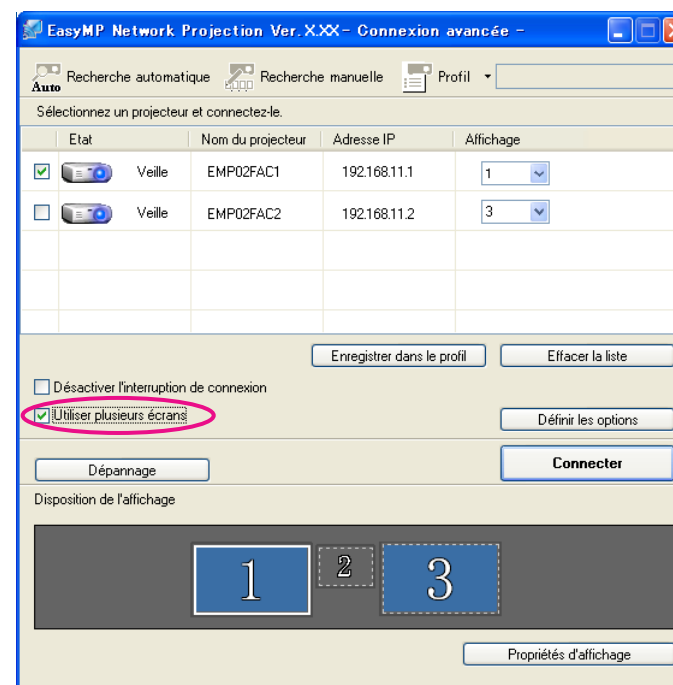 EasyMP Network Projection Ver. X.XX - Connexion avancée -
Auto Recherche automatique Recherche manuelle Profil
Sélectionnez un projecteur et connectez-le.
Etat Nom du projecteur Adresse IP Affichage
Veille EMP02FAC1 192.168.11.1 1
Veille EMP02FAC2 192.168.11.2 3
Enregistrer dans le profil Effacer la liste
Désactiver l'interruption de connexion
Utiliser plusieurs écrans
Définir les options
Connecter
Dépannage
Disposition de l'affichage
1 2 3
Propriétés d'affichage